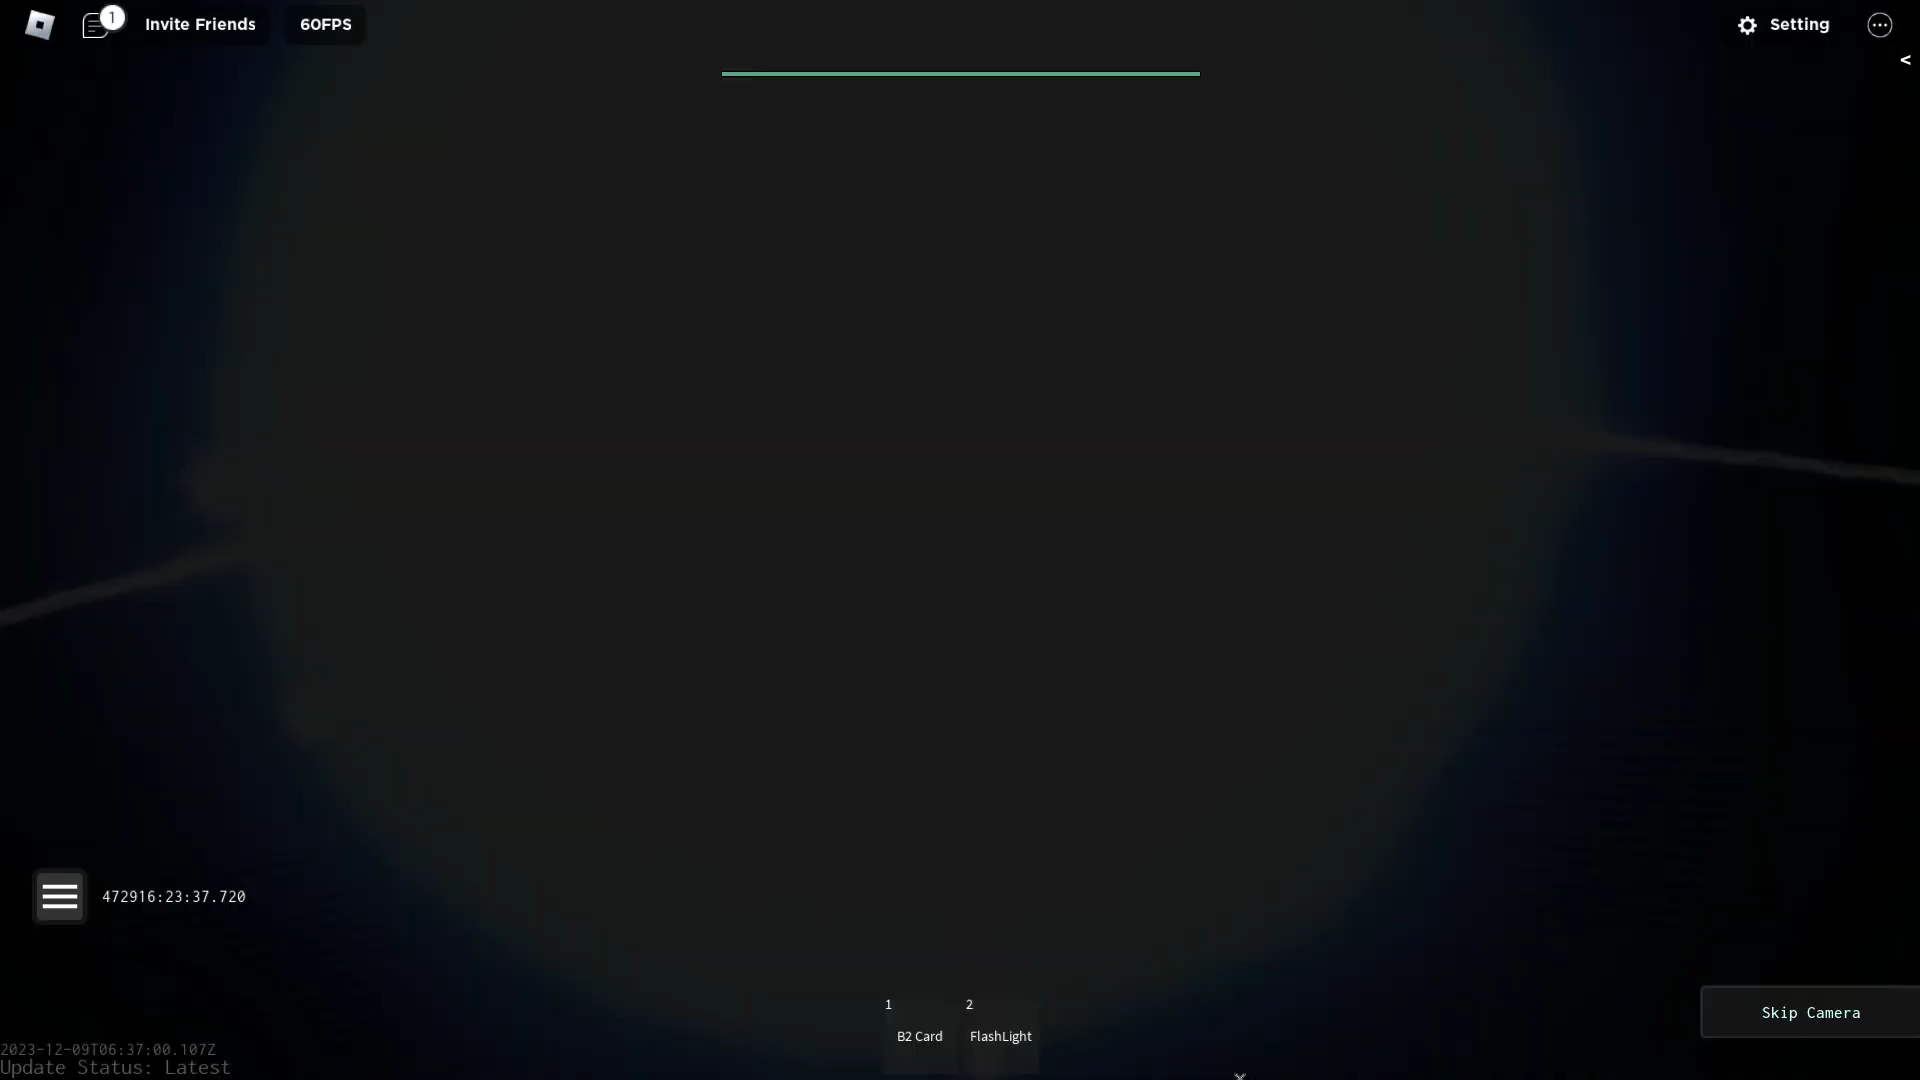 1
Invite Friends
60FPS
Setting
<
472916:23:37.720
1
2
B2 Card
FlashLight
Skip Camera
2023-12-09T06:37:00.107Z
Update Status: Latest